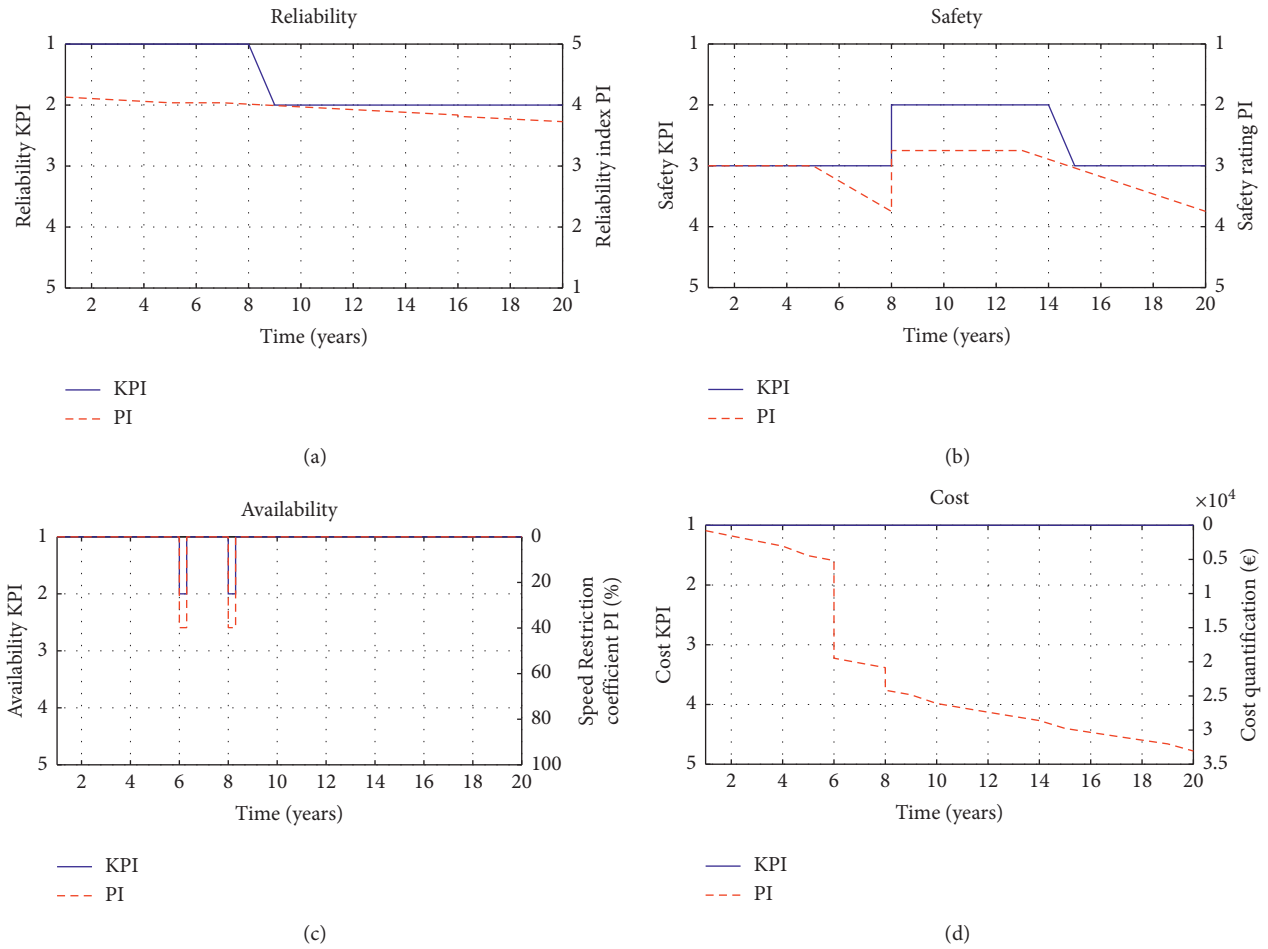 Reliability
1
2
3
4
5
Reliability KPI
5
4
3
2
1
Reliability index PI
2 4 6 8 10 12 14 16 18 20
Time (years)
KPI
PI
(a)
Safety
1
2
3
4
5
Safety KPI
1
2
3
4
5
Safety rating PI
2 4 6 8 10 12 14 16 18 20
Time (years)
KPI
PI
(b)
Availability
1
2
3
4
5
Availability KPI
0
20
40
60
80
100
Speed Restriction
coefficient PI (%)
2 4 6 8 10 12 14 16 18 20
Time (years)
KPI
PI
(c)
Cost
×10⁴
1
2
3
4
5
Cost KPI
0
0.5
10
1.5
20
25
30
3.5
Cost quantification (€)
2 4 6 8 10 12 14 16 18 20
Time (years)
KPI
PI
(d)